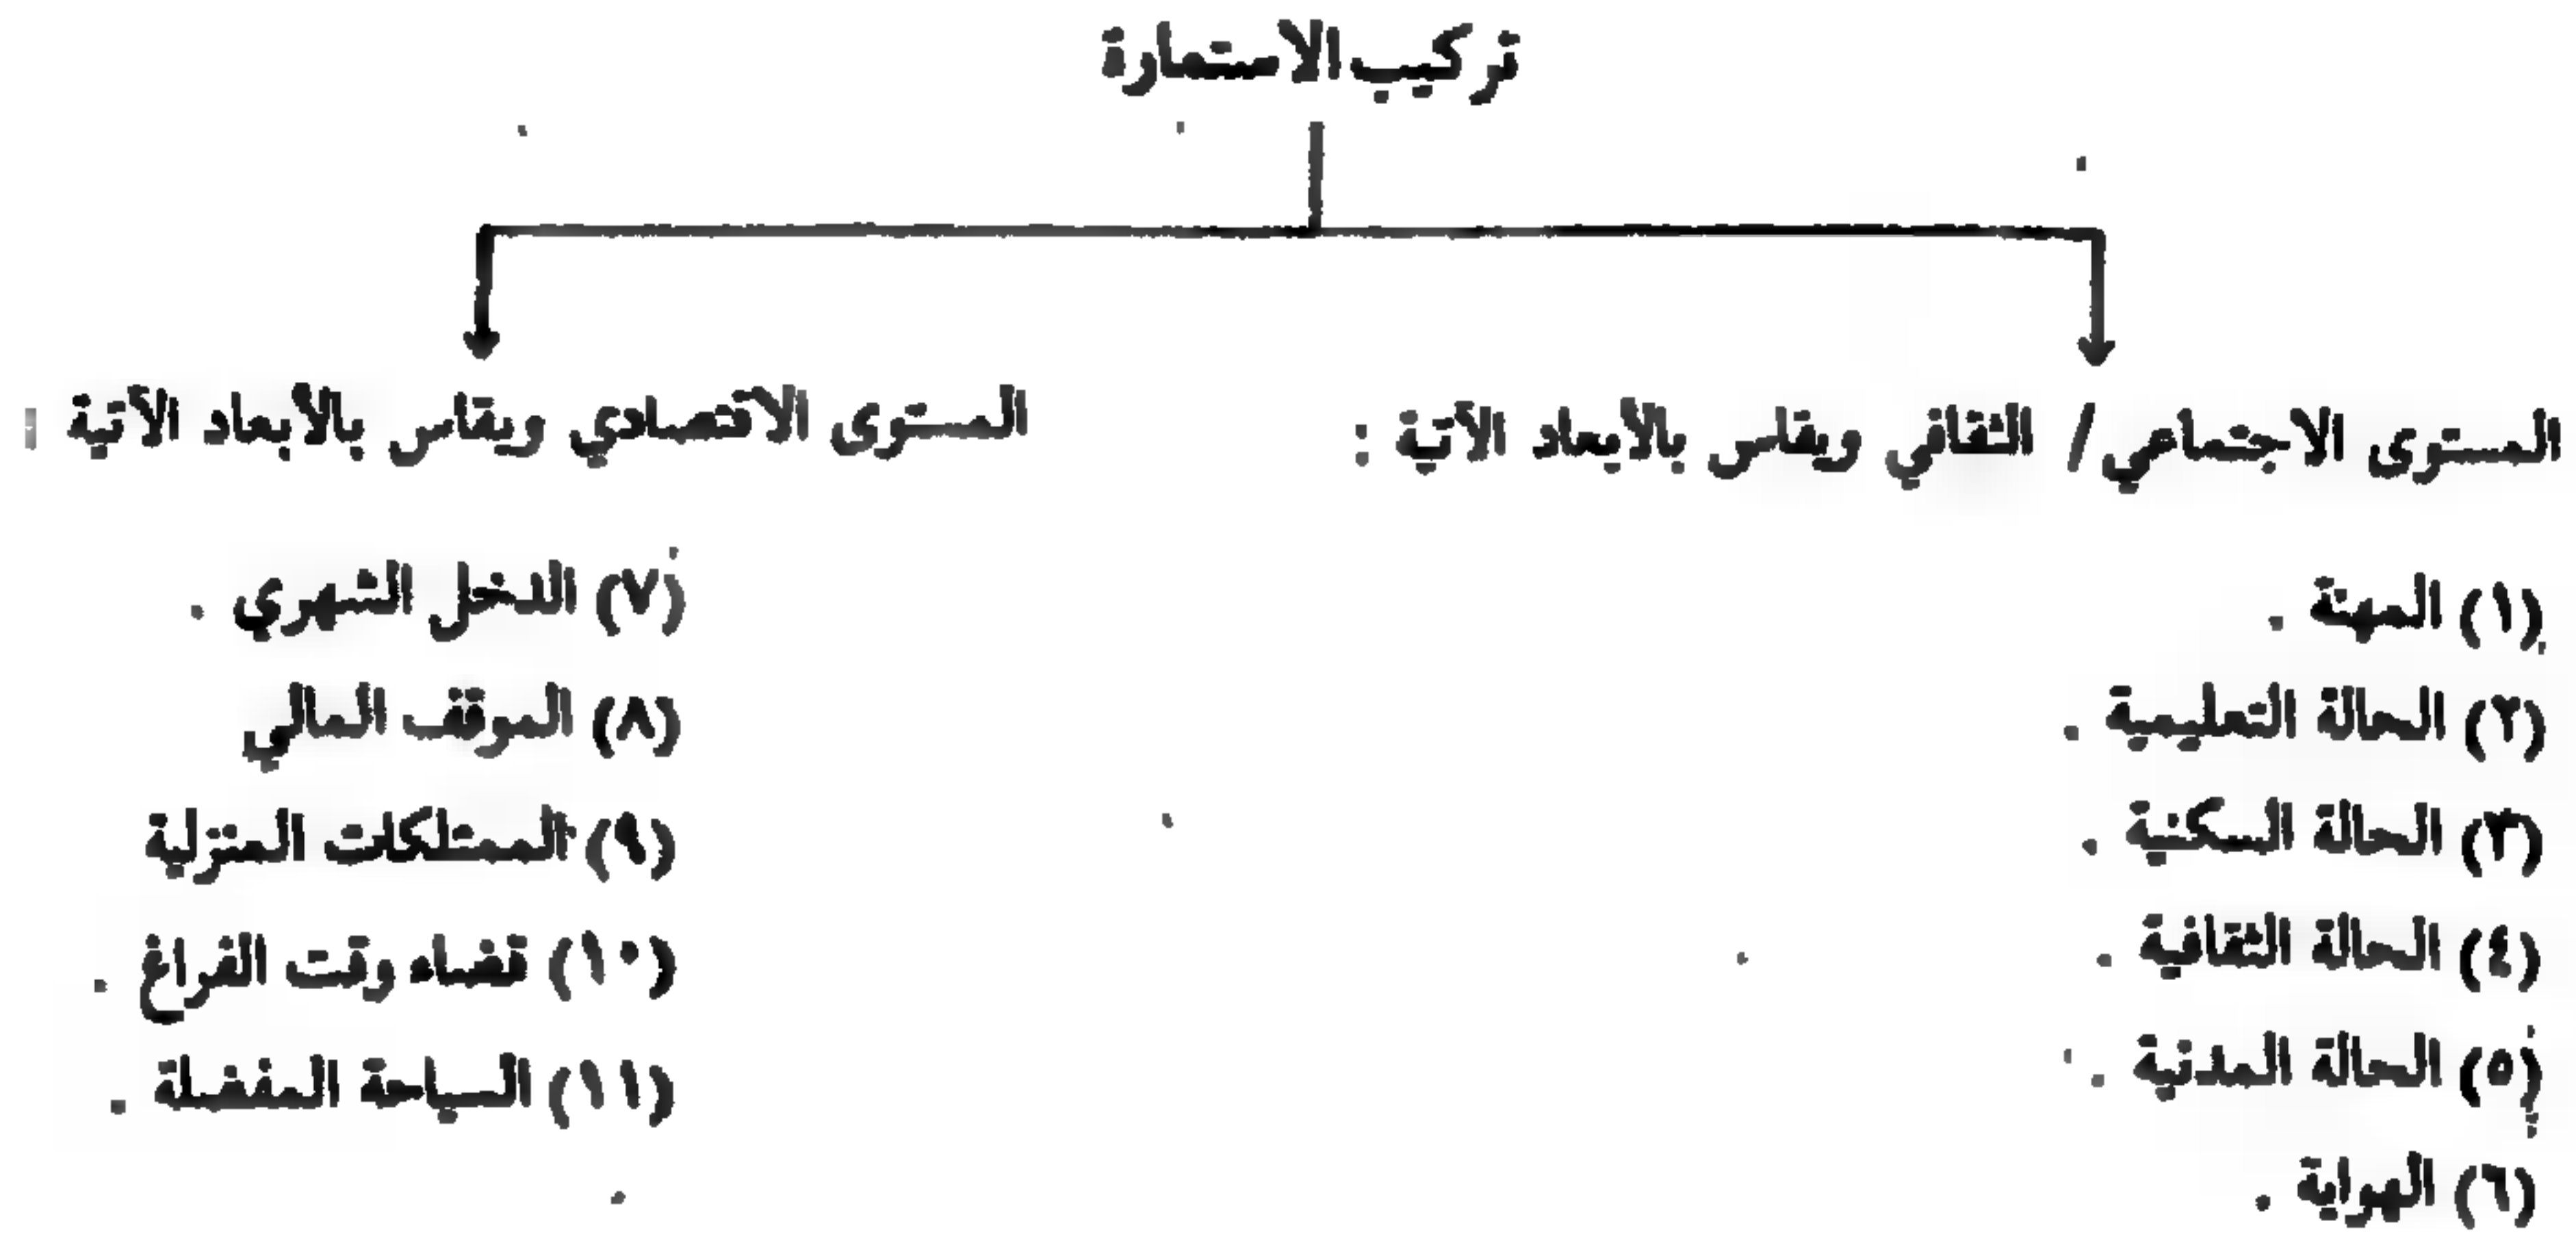 تركيب الاستمارة
المستوى الاجتماعي / الثقافي ويقاس بالأبعاد الآتية :
(١) المهنة .
(٢) الحالة التعليمية .
(٣) الحالة السكنية .
(٤) الحالة الثقافية .
(٥) الحالة المدنية .
(٦) الهواية .
المستوى الاقتصادي ويقاس بالأبعاد الآتية :
(٧) الدخل الشهري .
(٨) الموقف المالي
(٩) الممتلكات المنزلية
(١٠) قضاء وقت الفراغ .
(١١) السياحة المفضلة .